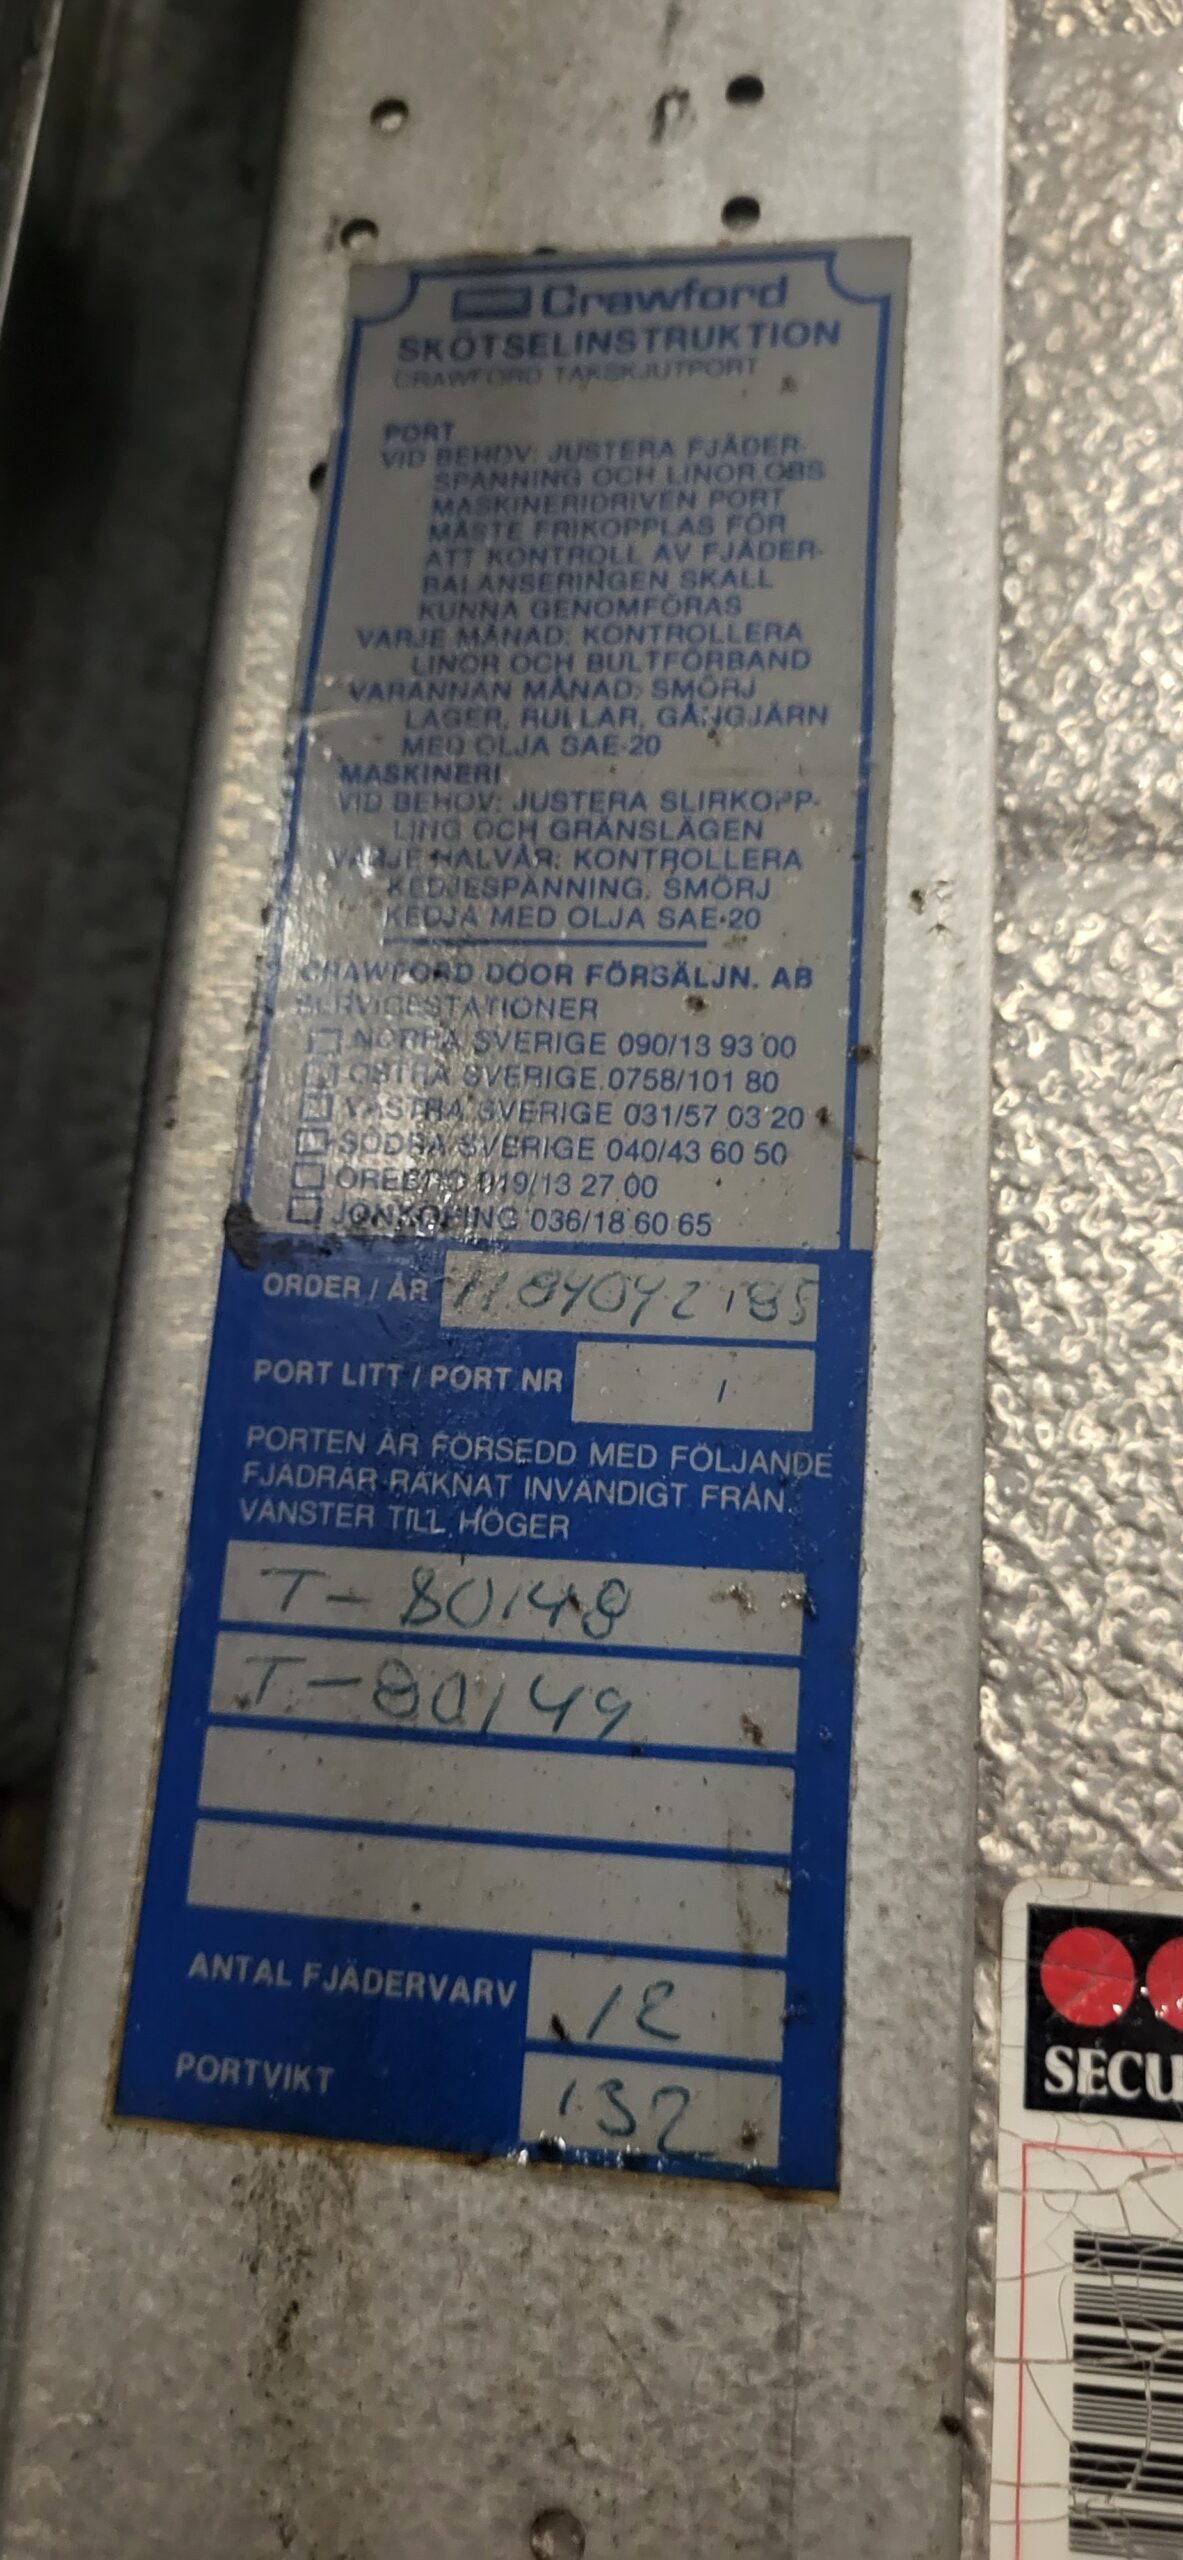 Crawford
SKÖTSELINSTRUKTION
CRAWFORD TAKSKJUTPORT
PORT
VID BEHOV: JUSTERA FJÄDER-
SPÄNNING OCH LINOR OBS
MASKINERIDRIVEN PORT
MÅSTE FRIKOPPLAS FÖR
ATT KONTROLL AV FJÄDER-
BALANSERINGEN SKALL
KUNNA GENOMFÖRAS
VARJE MÅNAD: KONTROLLERA
LINOR OCH BULTFÖRBAND
VARANNAN MÅNAD: SMÖRJ
LAGER, RULLAR, GÅNGJÄRN
MED OLJA SAE-20
MASKINERI
VID BEHOV: JUSTERA SLIRKOPP-
LING OCH GRÄNSLÄGEN
VARJE HALVÅR: KONTROLLERA
KEDJESPÄNNING, SMÖRJ
KEDJA MED OLJA SAE-20
CRAWFORD DOOR FÖRSÄLJN. AB
SERVICESTATIONER
NORRA SVERIGE 090/13 93 00
ÖSTRA SVERIGE 0758/101 80
VÄSTRA SVERIGE 031/57 03 20
SÖDRA SVERIGE 040/43 60 50
ÖREBRO 019/13 27 00
JÖNKÖPING 036/18 60 65
ORDER / ÅR
PORT LITT / PORT NR 1
PORTEN ÄR FÖRSEDD MED FÖLJANDE
FJÄDRAR RÄKNAT INVÄNDIGT FRÅN
VÄNSTER TILL HÖGER
T-80148
T-80149
ANTAL FJÄDERVARV 12
PORTVIKT 132
SECU